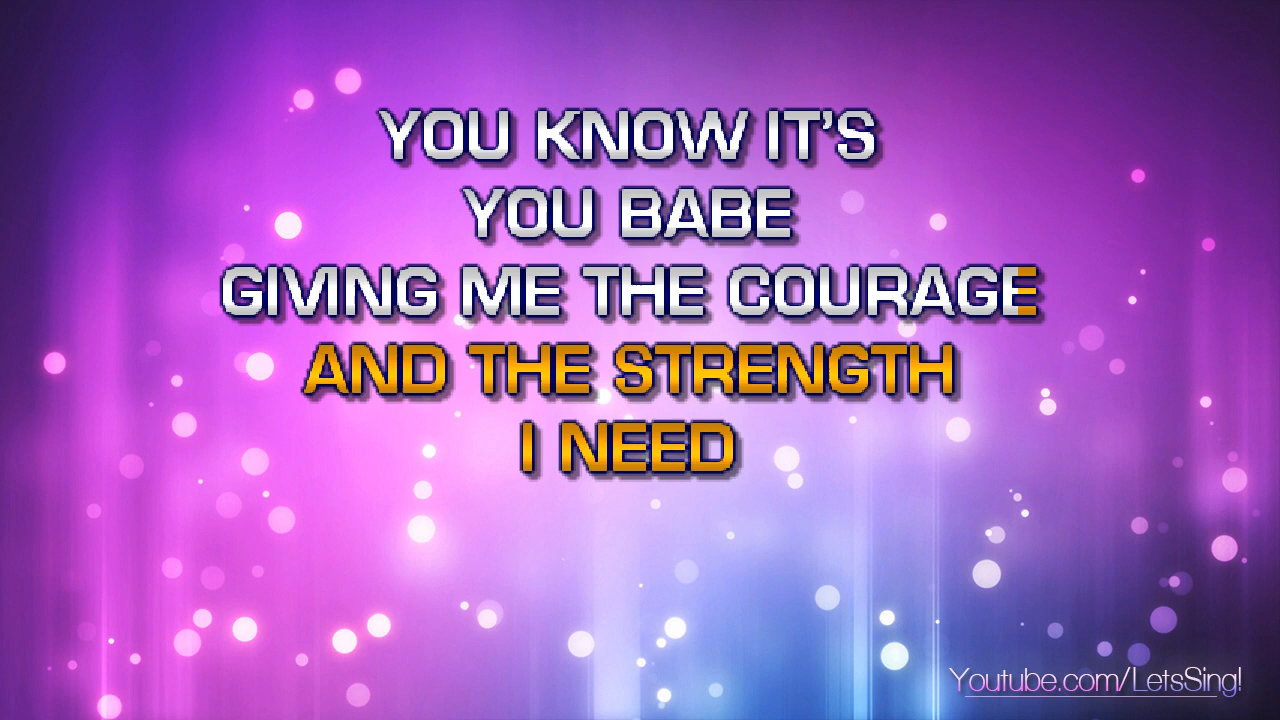 YOU KNOW IT'S
YOU BABE
GIVING ME THE COURAGE
AND THE STRENGTH
I NEED
Youtube.com/LetsSing!